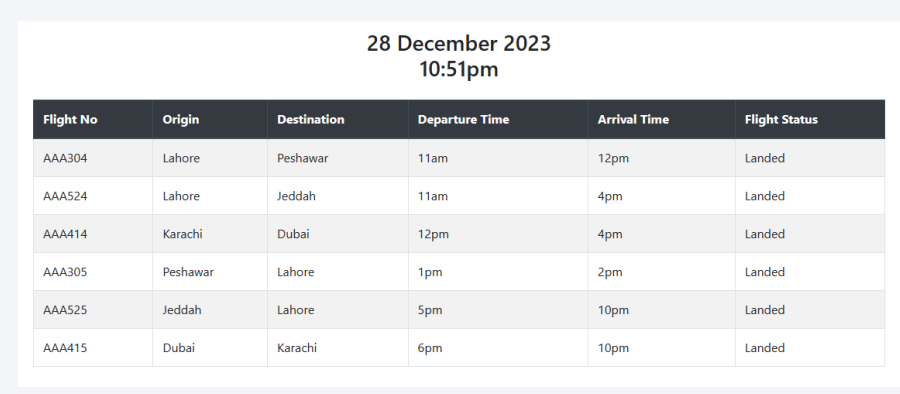 28 December 2023
10:51pm
Flight No Origin Destination Departure Time Arrival Time Flight Status
AAA304 Lahore Peshawar 11am 12pm Landed
AAA524 Lahore Jeddah 11am 4pm Landed
AAA414 Karachi Dubai 12pm 4pm Landed
AAA305 Peshawar Lahore 1pm 2pm Landed
AAA525 Jeddah Lahore 5pm 10pm Landed
AAA415 Dubai Karachi 6pm 10pm Landed